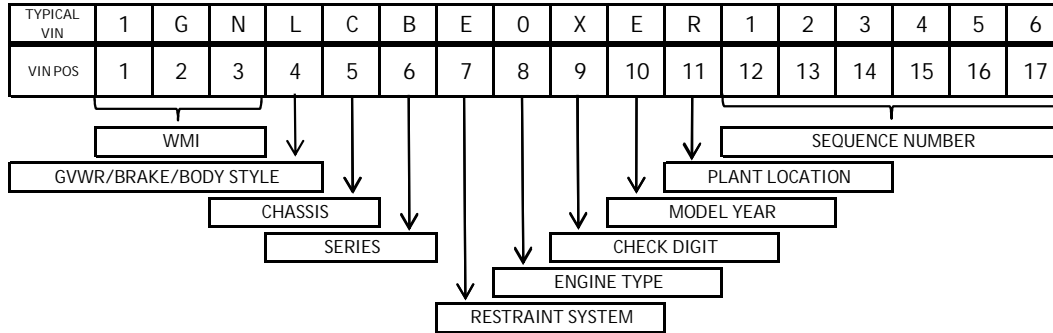 TYPICAL VIN 1 G N L C B E 0 X E R 1 2 3 4 5 6
VIN POS 1 2 3 4 5 6 7 8 9 10 11 12 13 14 15 16 17
WMI SEQUENCE NUMBER
GVWR/BRAKE/BODY STYLE PLANT LOCATION
CHASSIS MODEL YEAR
SERIES CHECK DIGIT
ENGINE TYPE
RESTRAINT SYSTEM